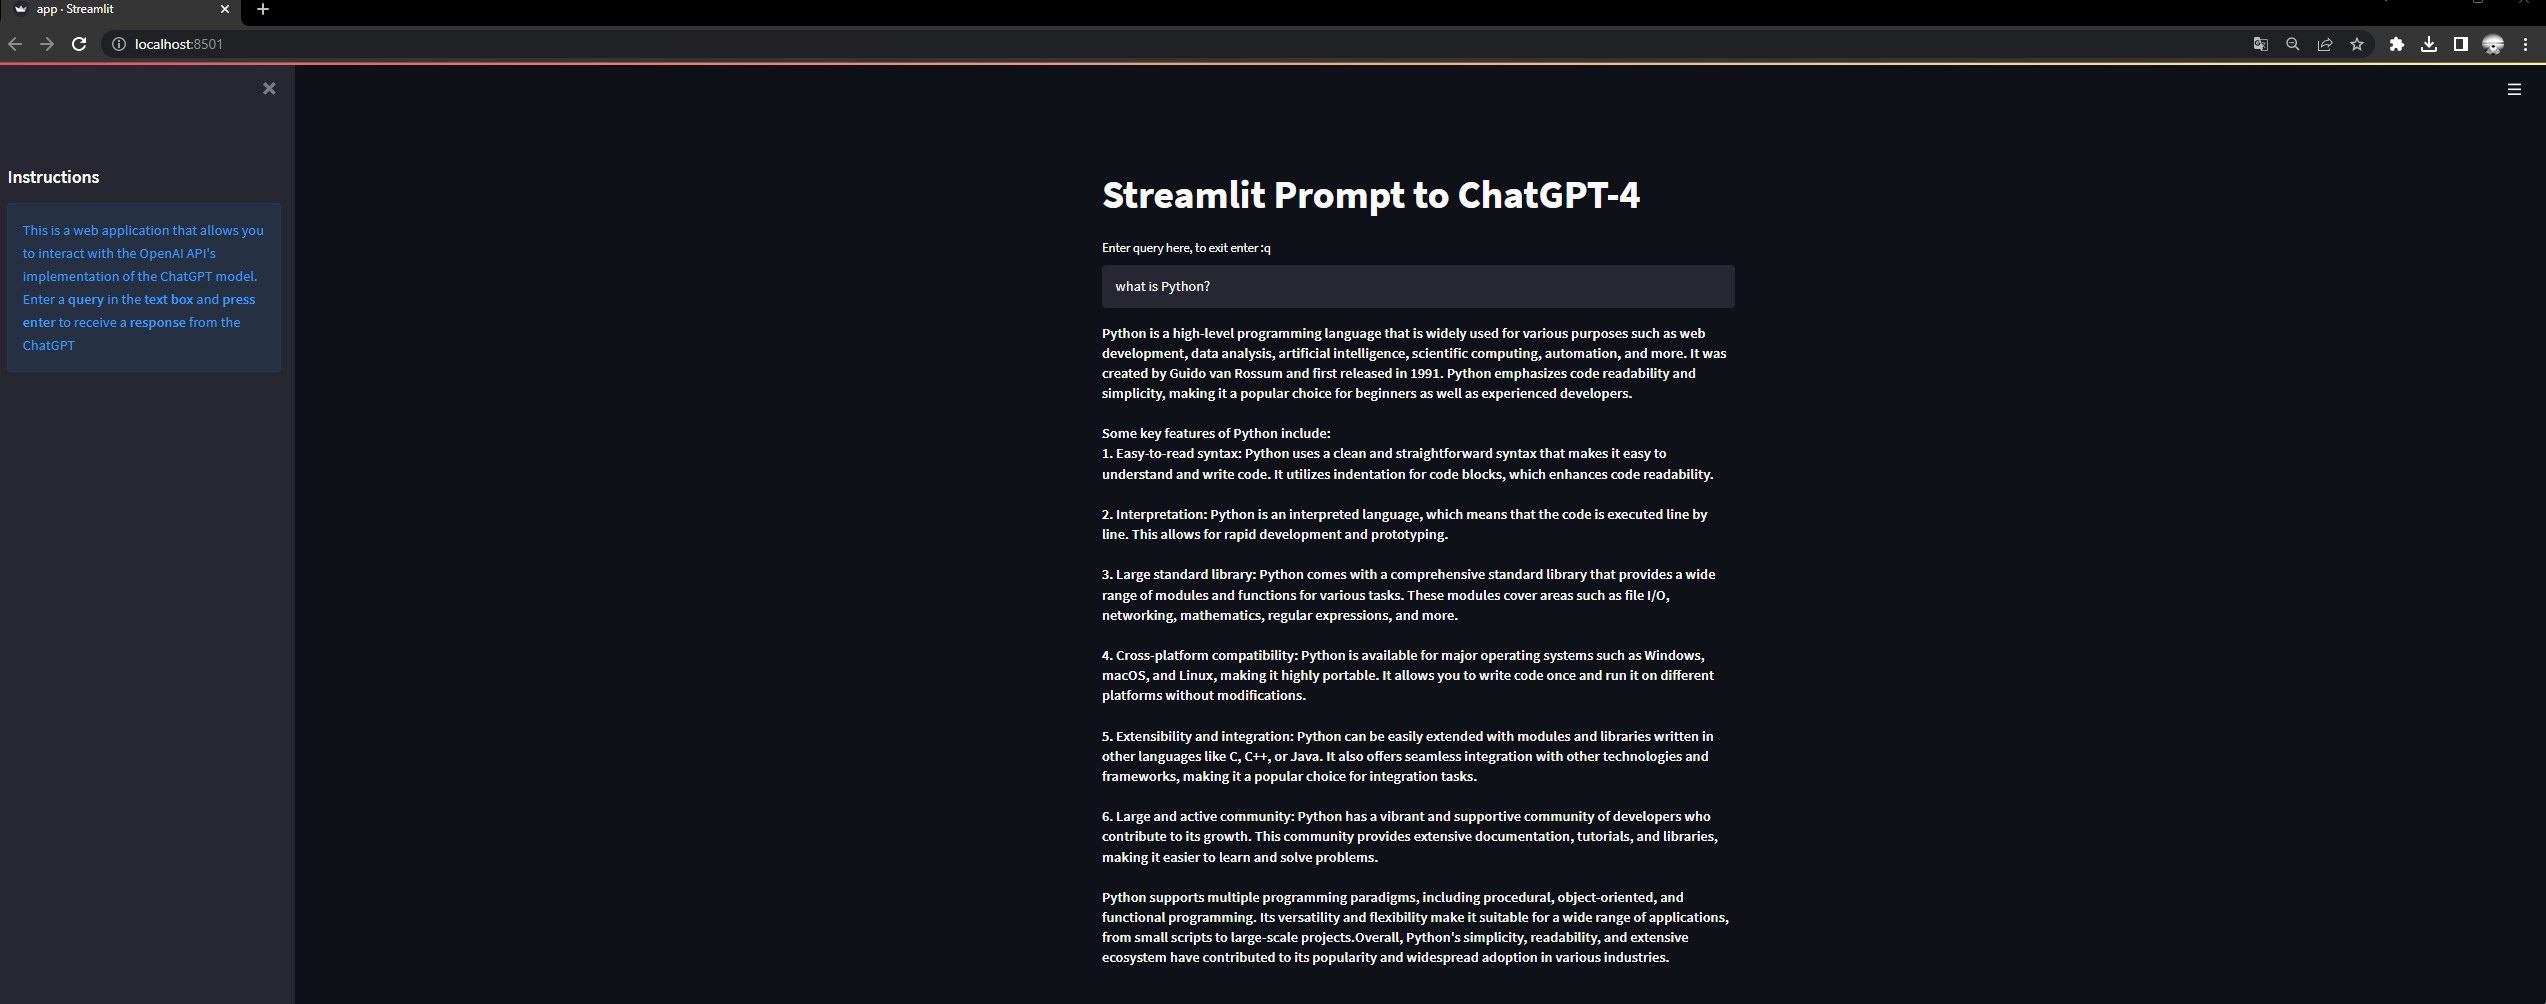 app · Streamlit
localhost:8501
Instructions
This is a web application that allows you
to interact with the OpenAI API's
implementation of the ChatGPT model.
Enter a query in the text box and press
enter to receive a response from the
ChatGPT
Streamlit Prompt to ChatGPT-4
Enter query here, to exit enter :q
what is Python?
Python is a high-level programming language that is widely used for various purposes such as web
development, data analysis, artificial intelligence, scientific computing, automation, and more. It was
created by Guido van Rossum and first released in 1991. Python emphasizes code readability and
simplicity, making it a popular choice for beginners as well as experienced developers.
Some key features of Python include:
1. Easy-to-read syntax: Python uses a clean and straightforward syntax that makes it easy to
understand and write code. It utilizes indentation for code blocks, which enhances code readability.
2. Interpretation: Python is an interpreted language, which means that the code is executed line by
line. This allows for rapid development and prototyping.
3. Large standard library: Python comes with a comprehensive standard library that provides a wide
range of modules and functions for various tasks. These modules cover areas such as file I/O,
networking, mathematics, regular expressions, and more.
4. Cross-platform compatibility: Python is available for major operating systems such as Windows,
macOS, and Linux, making it highly portable. It allows you to write code once and run it on different
platforms without modifications.
5. Extensibility and integration: Python can be easily extended with modules and libraries written in
other languages like C, C++, or Java. It also offers seamless integration with other technologies and
frameworks, making it a popular choice for integration tasks.
6. Large and active community: Python has a vibrant and supportive community of developers who
contribute to its growth. This community provides extensive documentation, tutorials, and libraries,
making it easier to learn and solve problems.
Python supports multiple programming paradigms, including procedural, object-oriented, and
functional programming. Its versatility and flexibility make it suitable for a wide range of applications,
from small scripts to large-scale projects.Overall, Python's simplicity, readability, and extensive
ecosystem have contributed to its popularity and widespread adoption in various industries.